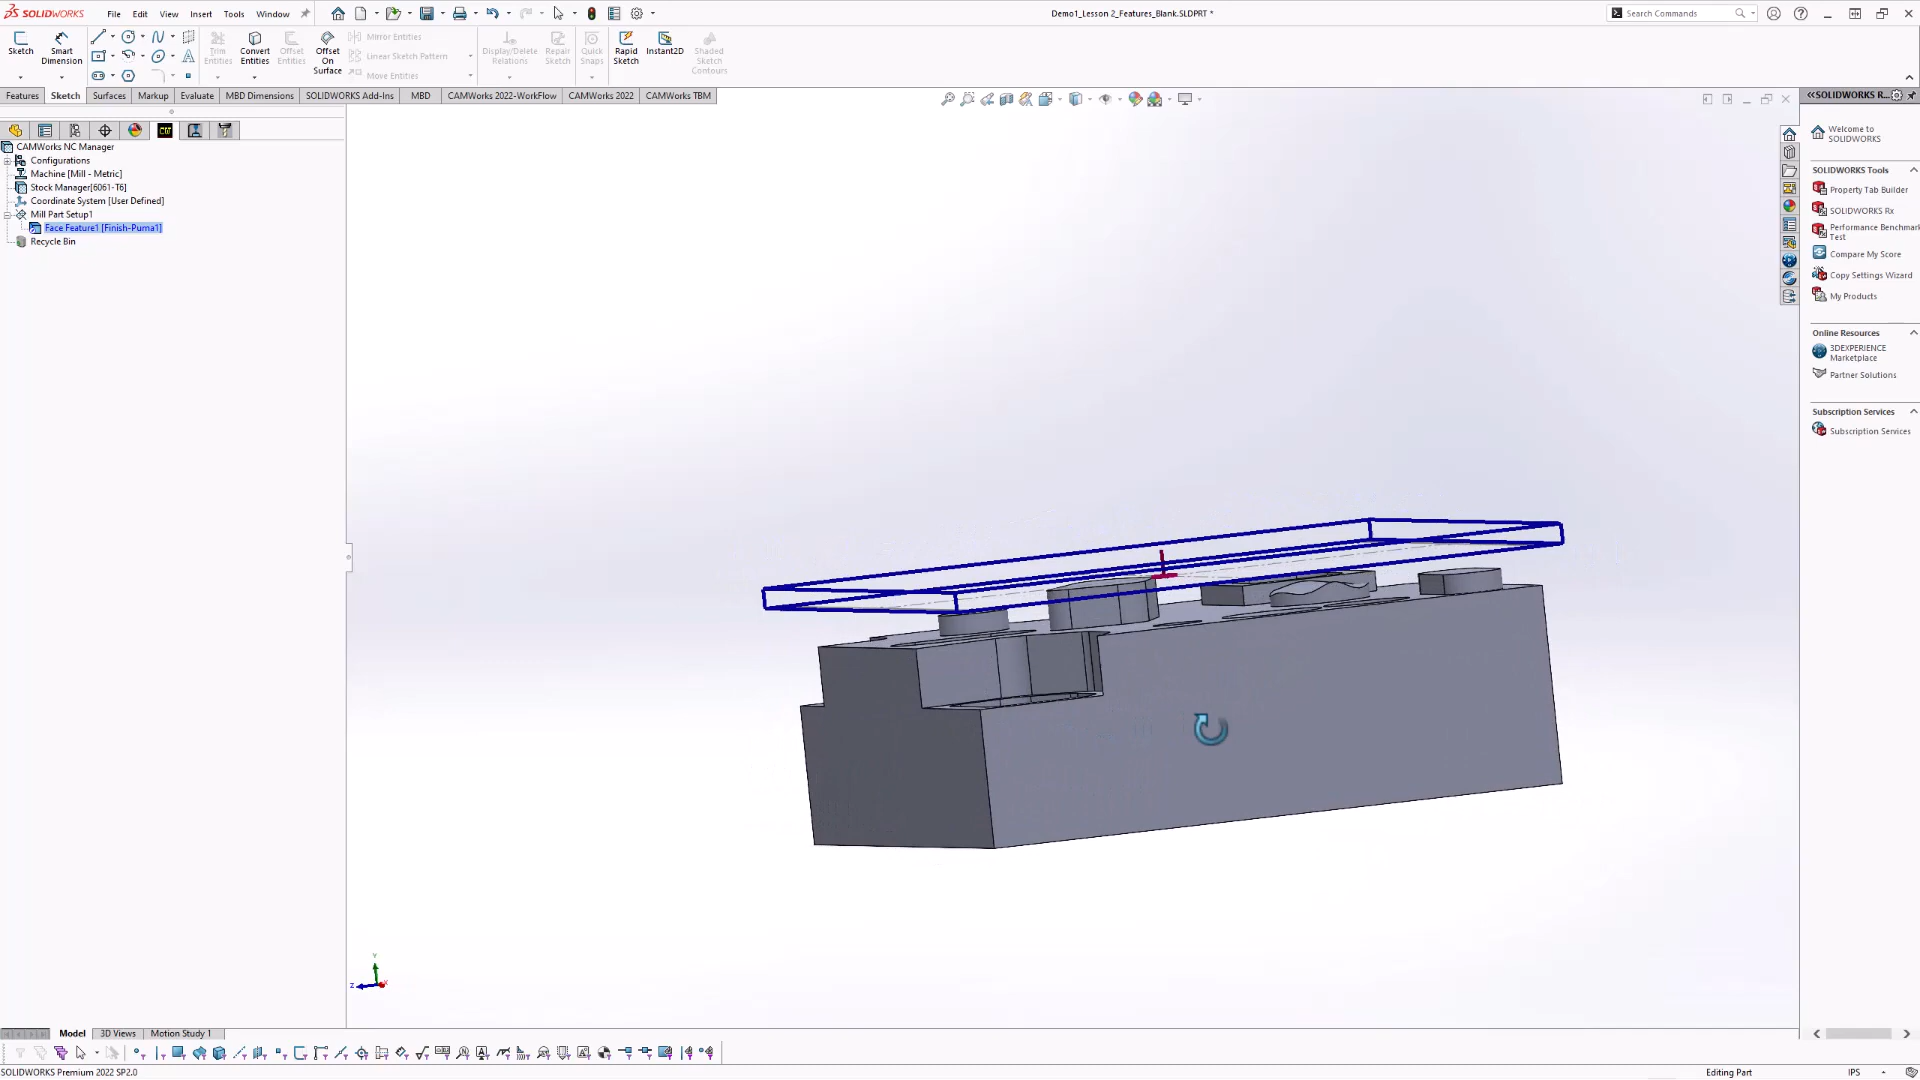 SOLIDWORKS File Edit View Insert Tools Window
Demo1_Lesson 2_Features_Blank.SLDPRT *
Search Commands
Sketch
Smart Dimension
Trim Entities
Convert Entities
Offset Entities
Offset On Surface
Mirror Entities
Linear Sketch Pattern
Move Entities
Display/Delete Relations
Repair Sketch
Quick Snaps
Rapid Sketch
Instant2D
Shaded Sketch Contours
Features Sketch Surfaces Markup Evaluate MBD Dimensions SOLIDWORKS Add-Ins MBD CAMWorks 2022-WorkFlow CAMWorks 2022 CAMWorks TBM
CAMWorks NC Manager
Configurations
Machine [Mill - Metric]
Stock Manager[6061-T6]
Coordinate System [User Defined]
Mill Part Setup1
Face Feature1 [Finish-Puma1]
Recycle Bin
SOLIDWORKS R...
Welcome to
SOLIDWORKS
SOLIDWORKS Tools
Property Tab Builder
SOLIDWORKS Rx
Performance Benchmark
Test
Compare My Score
Copy Settings Wizard
My Products
Online Resources
3DEXPERIENCE
Marketplace
Partner Solutions
Subscription Services
Subscription Services
Y
Z
Model 3D Views Motion Study 1
SOLIDWORKS Premium 2022 SP2.0
Editing Part
IPS